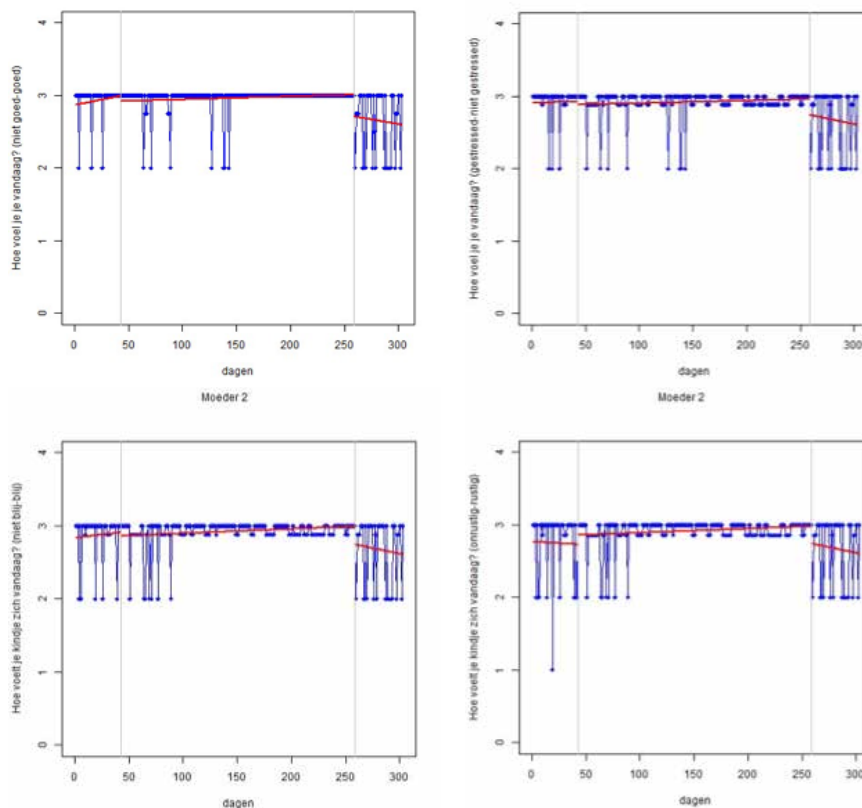 Hoe voel je je vandaag? (niet goed-goed)
4
3
2
1
0
0 50 100 150 200 250 300
dagen
Moeder 2
Hoe voel je je vandaag? (gestressed-niet gestressed)
4
3
2
1
0
0 50 100 150 200 250 300
dagen
Moeder 2
Hoe voelt je kindje zich vandaag? (niet blij-blij)
4
3
2
1
0
0 50 100 150 200 250 300
dagen
Hoe voelt je kindje zich vandaag? (onrustig-rustig)
4
3
2
1
0
0 50 100 150 200 250 300
dagen